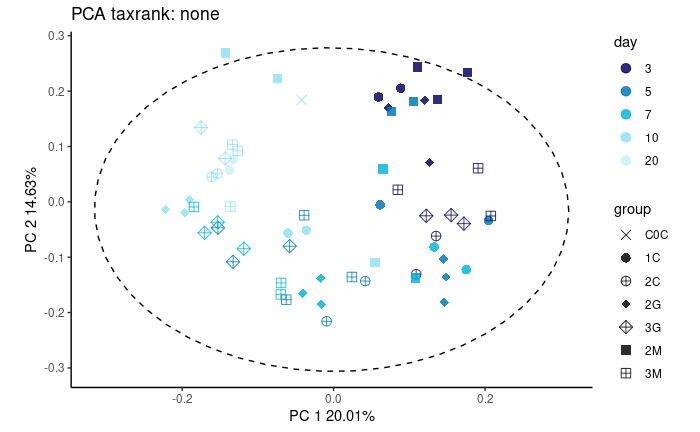 PCA taxrank: none
PC 2 14.63%
0.3
0.2
0.1
0.0
-0.1
-0.2
-0.3
-0.2
0.0
0.2
PC 1 20.01%
day
3
5
7
10
20
group
C0C
1C
2C
2G
3G
2M
3M